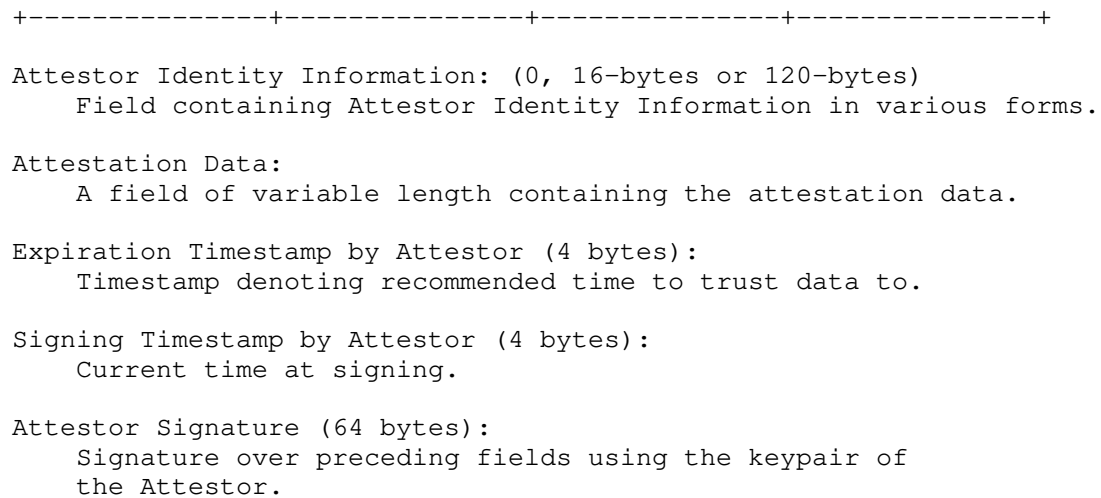 +---------------+---------------+---------------+---------------+
Attestor Identity Information: (0, 16-bytes or 120-bytes)
Field containing Attestor Identity Information in various forms.
Attestation Data:
A field of variable length containing the attestation data.
Expiration Timestamp by Attestor (4 bytes):
Timestamp denoting recommended time to trust data to.
Signing Timestamp by Attestor (4 bytes):
Current time at signing.
Attestor Signature (64 bytes):
Signature over preceding fields using the keypair of
the Attestor.